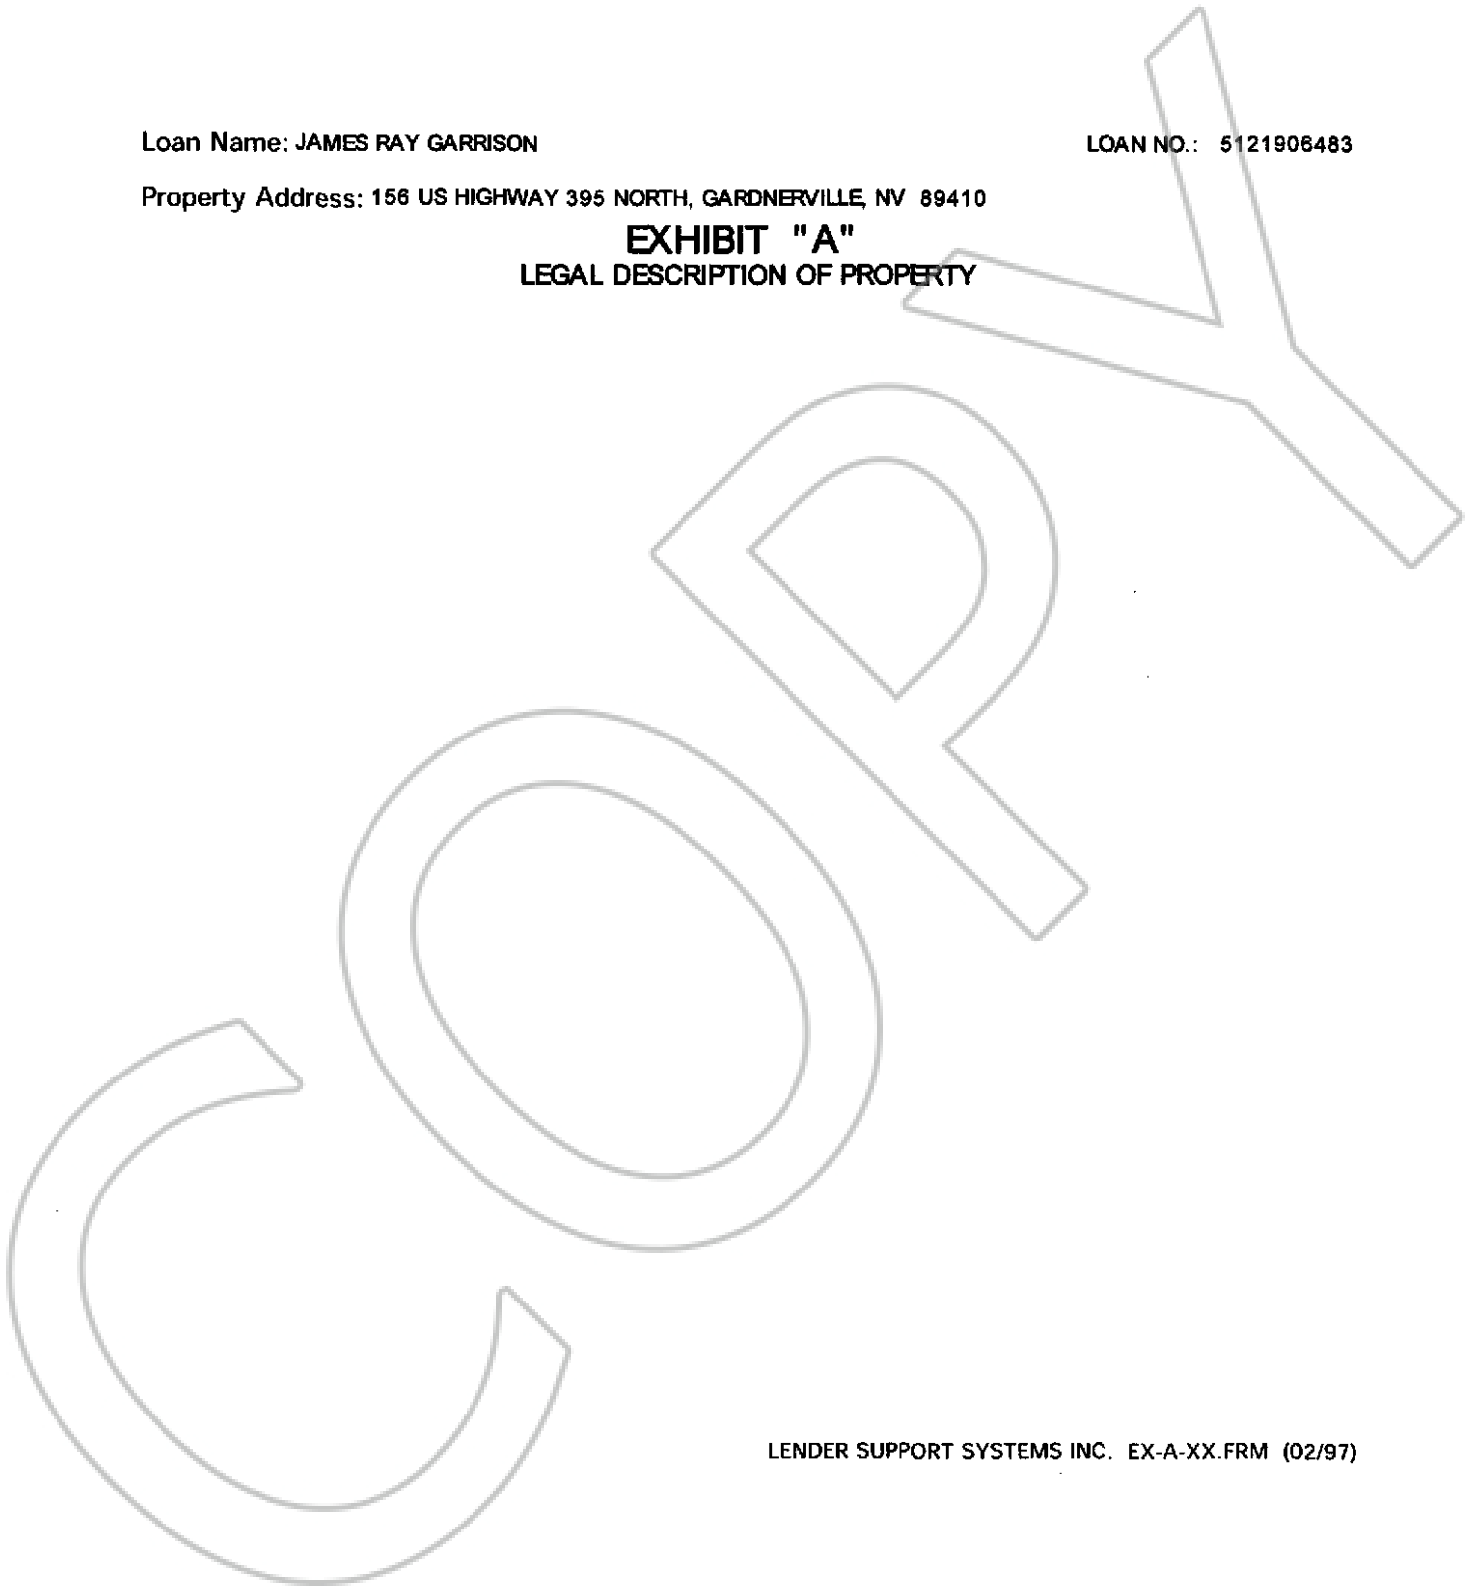 Loan Name: JAMES RAY GARRISON LOAN NO.: 5121906483
Property Address: 156 US HIGHWAY 395 NORTH, GARDNERVILLE, NV 89410
EXHIBIT "A"
LEGAL DESCRIPTION OF PROPERTY
COPY
LENDER SUPPORT SYSTEMS INC. EX-A-XX.FRM (02/97)